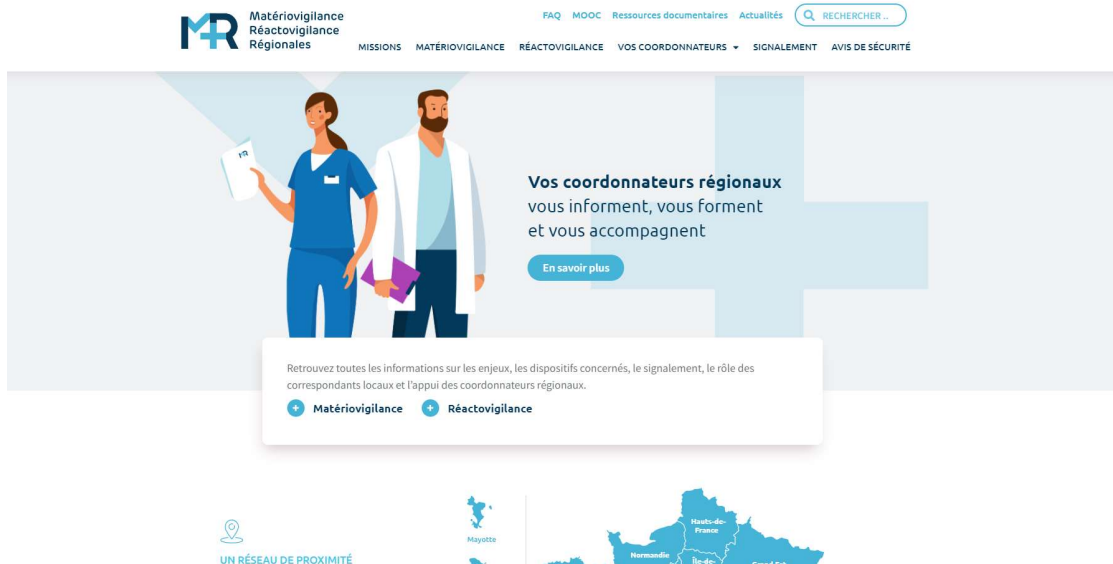 Matériovigilance
Réactovigilance
Régionales
FAQ MOOC Ressources documentaires Actualités RECHERCHER ..
MISSIONS MATÉRIOVIGILANCE RÉACTOVIGILANCE VOS COORDONNATEURS SIGNALEMENT AVIS DE SÉCURITÉ
Vos coordonnateurs régionaux
vous informent, vous forment
et vous accompagnent
En savoir plus
Retrouvez toutes les informations sur les enjeux, les dispositifs concernés, le signalement, le rôle des
correspondants locaux et l'appui des coordonnateurs régionaux.
Matériovigilance Réactovigilance
UN RÉSEAU DE PROXIMITÉ
Mayotte
Hauts-de-
France
Normandie
Île-de-